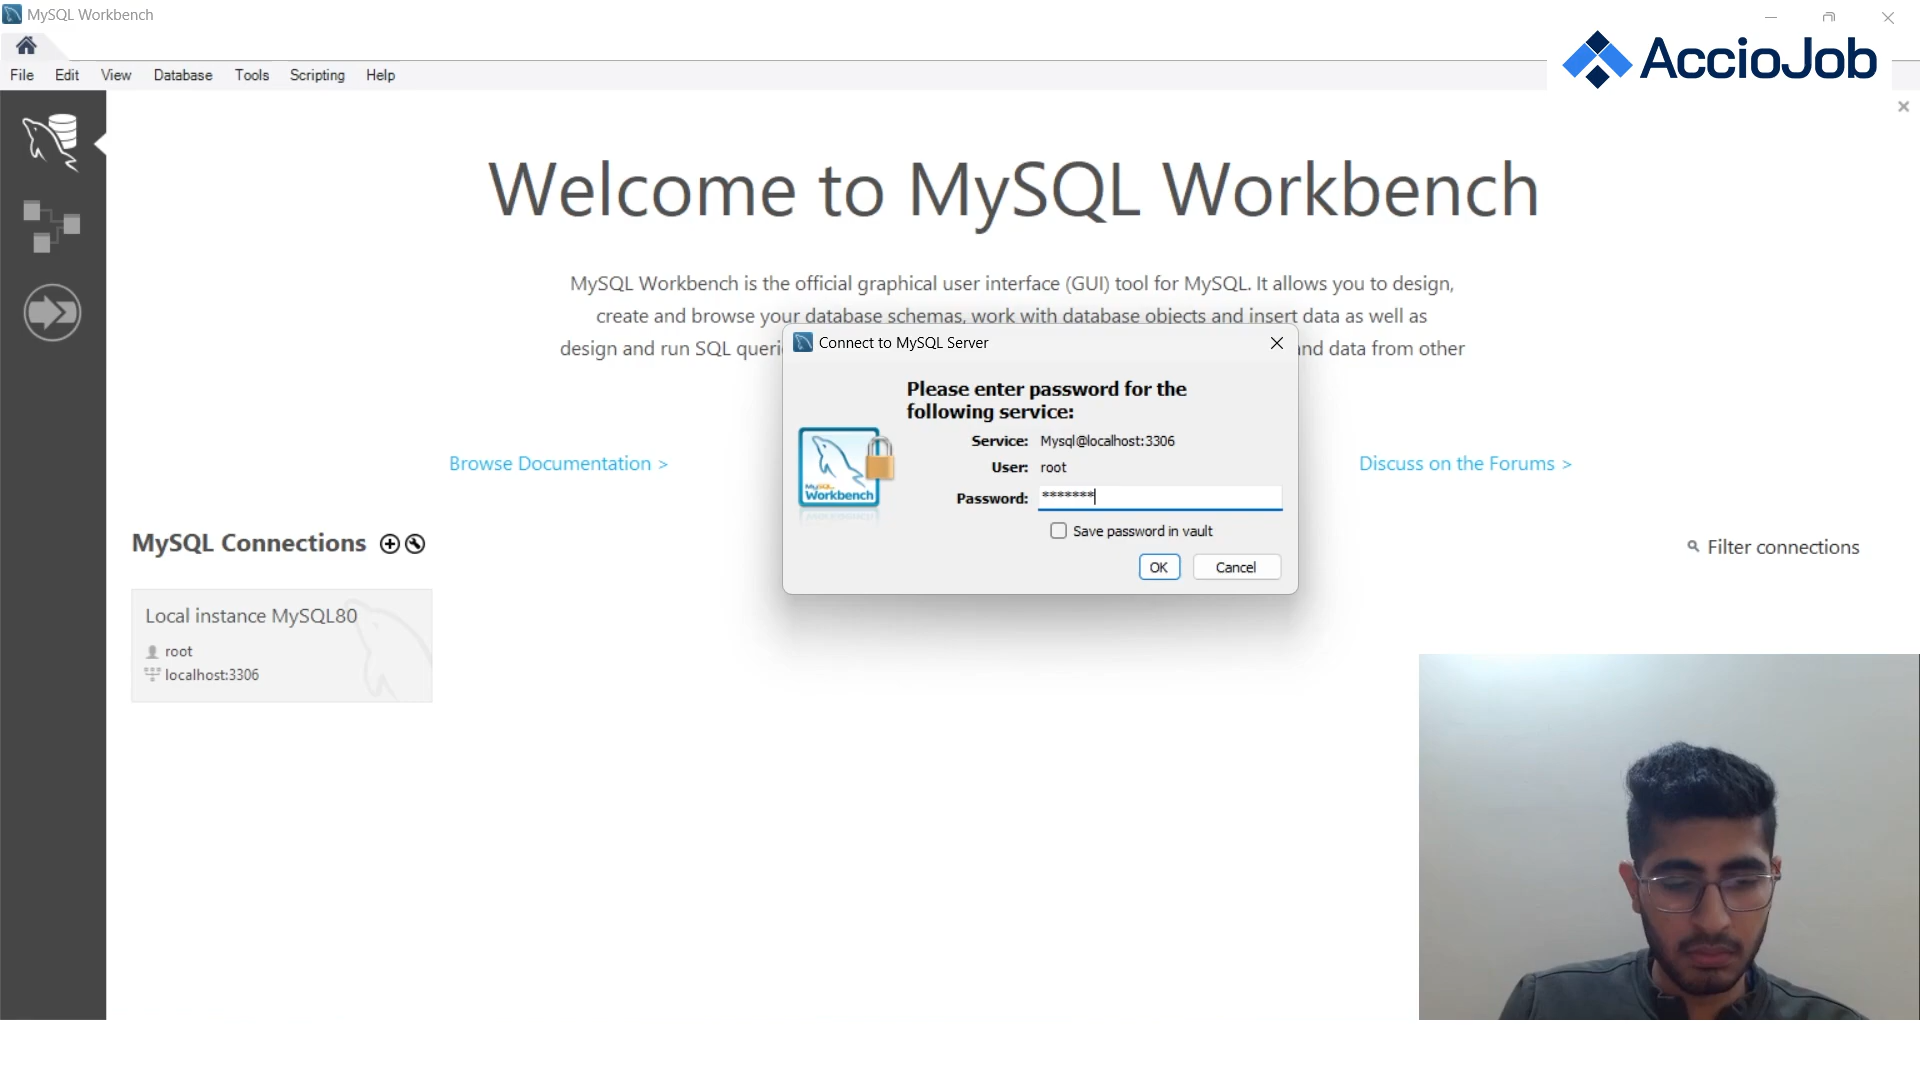 MySQL Workbench
AccioJob
File Edit View Database Tools Scripting Help
Welcome to MySQL Workbench
MySQL Workbench is the official graphical user interface (GUI) tool for MySQL. It allows you to design,
create and browse your database schemas, work with database objects and insert data as well as
design and run SQL queri
nd data from other
Connect to MySQL Server
Please enter password for the
following service:
Service: Mysql@localhost:3306
User: root
Password: *******
Save password in vault
OK Cancel
MySQL
Workbench
Browse Documentation >
Discuss on the Forums >
MySQL Connections
Filter connections
Local instance MySQL80
root
localhost:3306